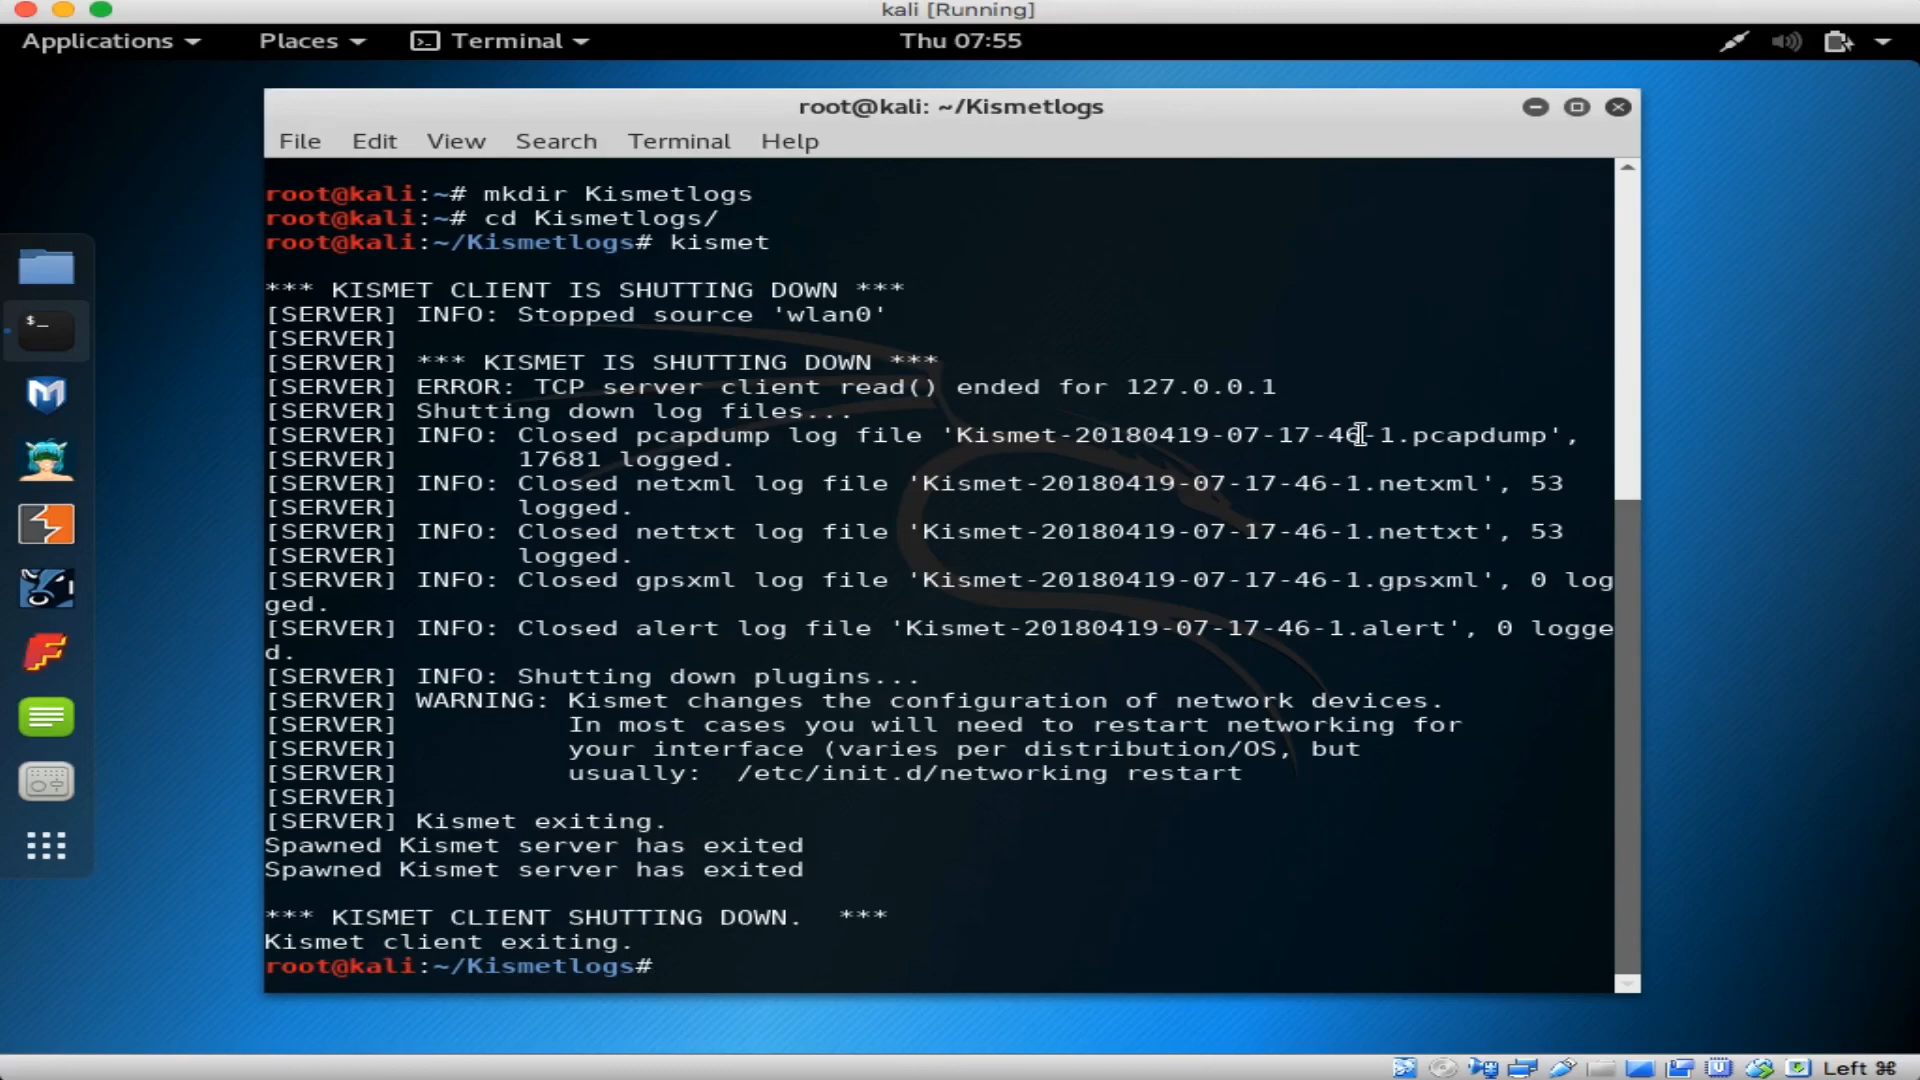 kali [Running]
Applications Places Terminal Thu 07:55
root@kali: ~/Kismetlogs
File Edit View Search Terminal Help
root@kali:~# mkdir Kismetlogs
root@kali:~# cd Kismetlogs/
root@kali:~/Kismetlogs# kismet
*** KISMET CLIENT IS SHUTTING DOWN ***
[SERVER] INFO: Stopped source 'wlan0'
[SERVER]
[SERVER] *** KISMET IS SHUTTING DOWN ***
[SERVER] ERROR: TCP server client read() ended for 127.0.0.1
[SERVER] Shutting down log files...
[SERVER] INFO: Closed pcapdump log file 'Kismet-20180419-07-17-46-1.pcapdump',
[SERVER] 17681 logged.
[SERVER] INFO: Closed netxml log file 'Kismet-20180419-07-17-46-1.netxml', 53
[SERVER] logged.
[SERVER] INFO: Closed nettxt log file 'Kismet-20180419-07-17-46-1.nettxt', 53
[SERVER] logged.
[SERVER] INFO: Closed gpsxml log file 'Kismet-20180419-07-17-46-1.gpsxml', 0 log
ged.
[SERVER] INFO: Closed alert log file 'Kismet-20180419-07-17-46-1.alert', 0 logge
d.
[SERVER] INFO: Shutting down plugins...
[SERVER] WARNING: Kismet changes the configuration of network devices.
[SERVER] In most cases you will need to restart networking for
[SERVER] your interface (varies per distribution/OS, but
[SERVER] usually: /etc/init.d/networking restart
[SERVER]
[SERVER] Kismet exiting.
Spawned Kismet server has exited
Spawned Kismet server has exited
*** KISMET CLIENT SHUTTING DOWN. ***
Kismet client exiting.
root@kali:~/Kismetlogs#
$_
Left ⌘